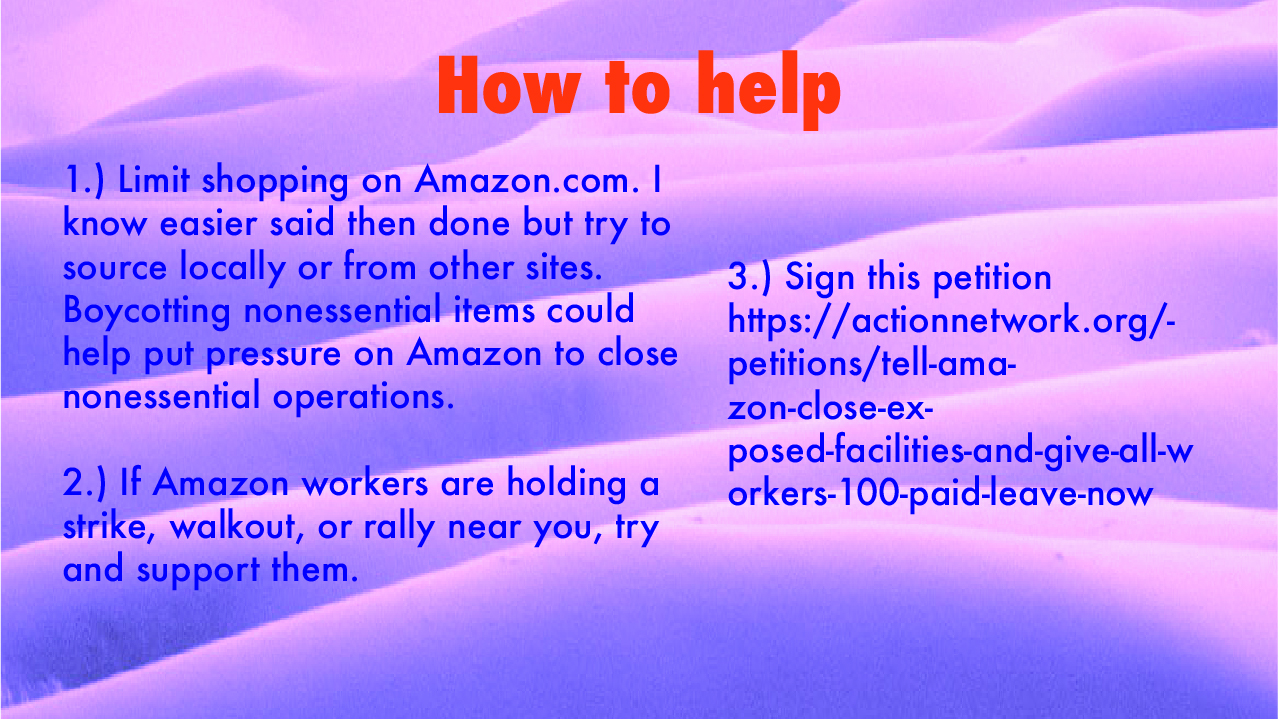 How to help
1.) Limit shopping on Amazon.com. I
know easier said then done but try to
source locally or from other sites.
Boycotting nonessential items could
help put pressure on Amazon to close
nonessential operations.
2.) If Amazon workers are holding a
strike, walkout, or rally near you, try
and support them.
3.) Sign this petition
https://actionnetwork.org/-
petitions/tell-ama-
zon-close-ex-
posed-facilities-and-give-all-w
orkers-100-paid-leave-now